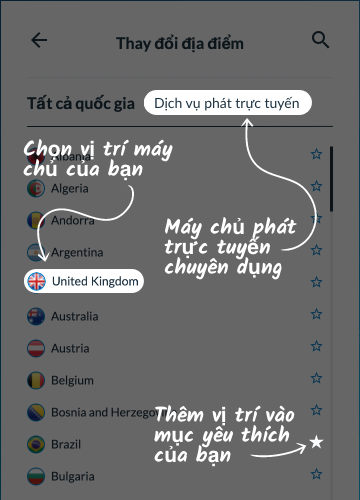 Thay đổi địa điểm
Tất cả quốc gia
Dịch vụ phát trực tuyến
Chọn vị trí máy
chủ của bạn
Albania
Algeria
Andorra
Máy chủ phát
trực tuyến
chuyên dụng
Argentina
United Kingdom
Australia
Austria
Belgium
Thêm vị trí vào
mục yêu thích
của bạn
Bosnia and Herzegov
Brazil
Bulgaria